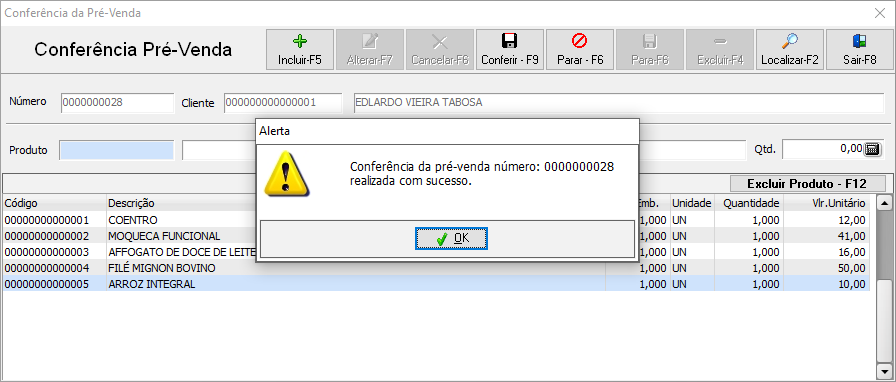 Conferência da Pré-Venda
Conferência Pré-Venda
Incluir-F5
Alterar-F7
Cancelar-F6
Conferir - F9
Parar - F6
Para-F6
Excluir-F4
Localizar-F2
Sair-F8
Número 0000000028 Cliente 00000000000001 EDLARDO VIEIRA TABOSA
Alerta
Produto Qtd. 0,00
Conferência da pré-venda número: 0000000028
realizada com sucesso.
OK
Excluir Produto - F12
Código Descrição Emb. Unidade Quantidade Vlr.Unitário
00000000000001 COENTRO 1,000 UN 1,000 12,00
00000000000002 MOQUECA FUNCIONAL 1,000 UN 1,000 41,00
00000000000003 AFFOGATO DE DOCE DE LEITE 1,000 UN 1,000 16,00
00000000000004 FILÉ MIGNON BOVINO 1,000 UN 1,000 50,00
00000000000005 ARROZ INTEGRAL 1,000 UN 1,000 10,00